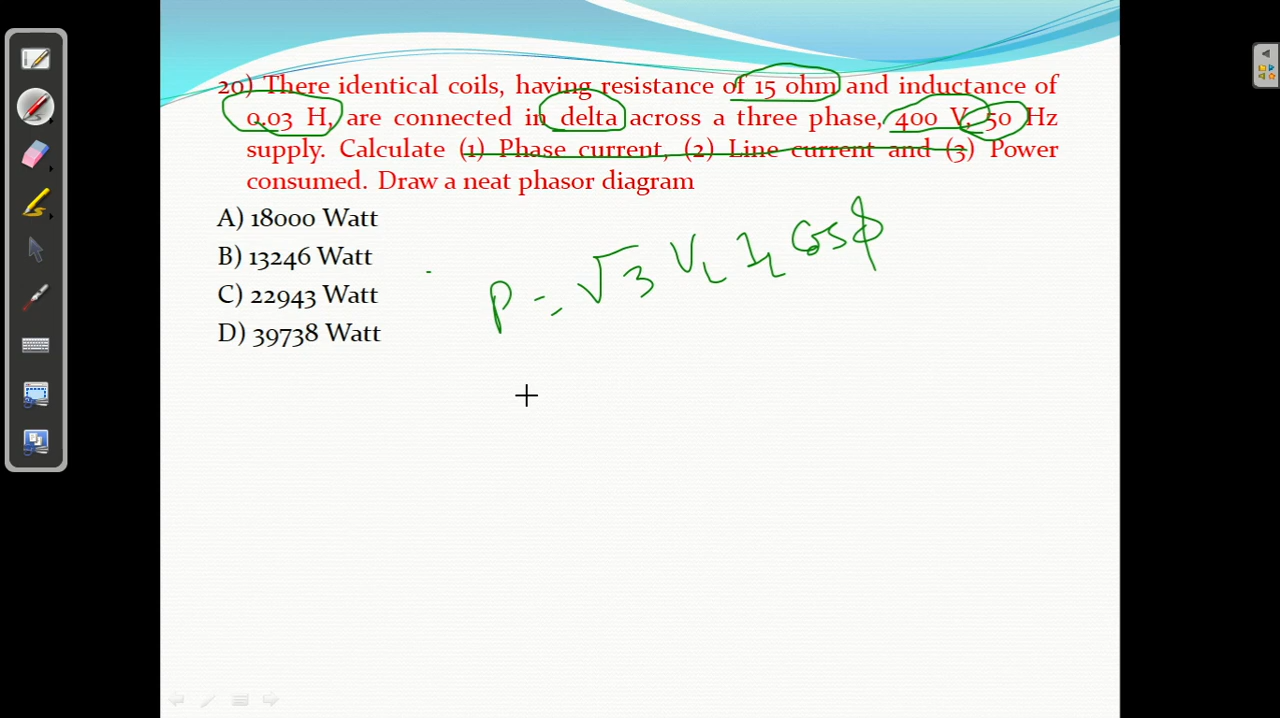 20) There identical coils, having resistance of 15 ohm and inductance of
0.03 H, are connected in delta across a three phase, 400 V, 50 Hz
supply. Calculate (1) Phase current, (2) Line current and (3) Power
consumed. Draw a neat phasor diagram
A) 18000 Watt
B) 13246 Watt
C) 22943 Watt
D) 39738 Watt
P = √3 V_L I_L cosφ